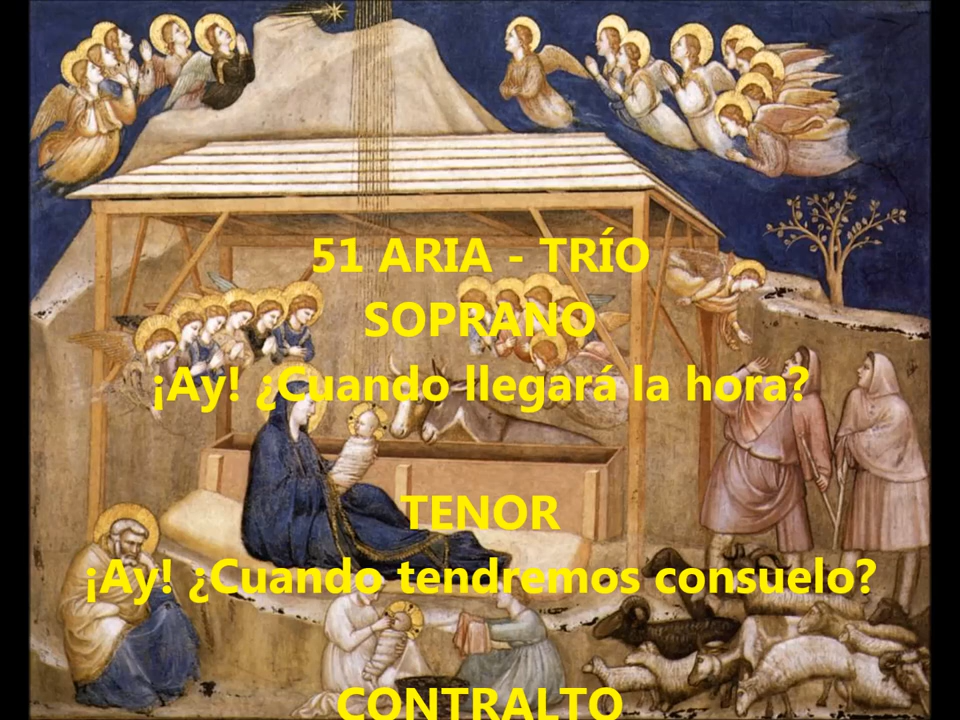 51 ARIA - TRÍO
SOPRANO
¡Ay! ¿Cuando llegará la hora?
TENOR
¡Ay! ¿Cuando tendremos consuelo?
CONTRALTO